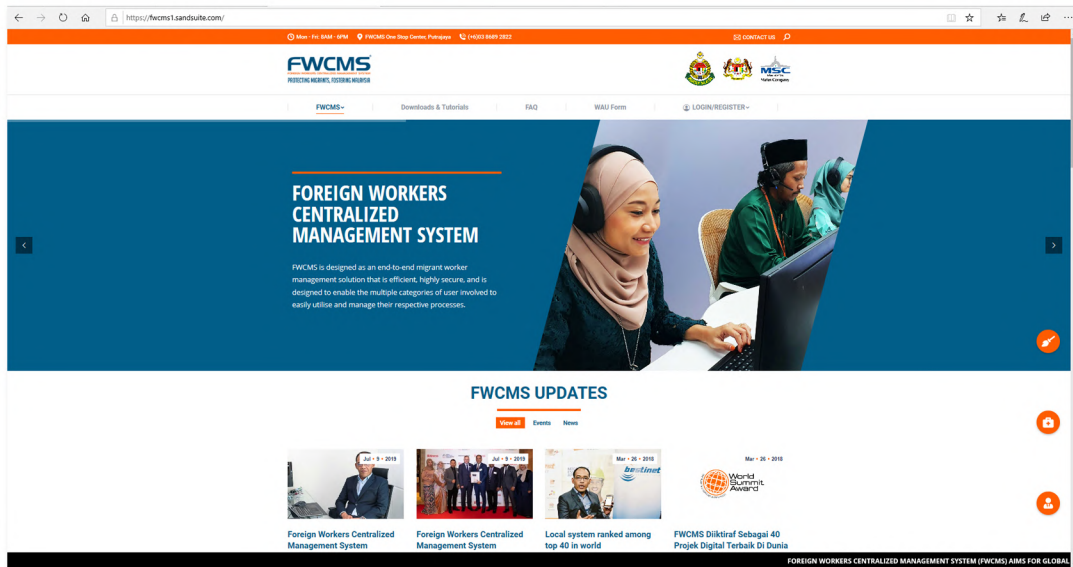 https://fwcms1.sandsuite.com/
Mon - Fri: 8AM - 6PM FWCMS One Stop Center, Putrajaya (+6)03 8689 2822 CONTACT US
FWCMS
PROTECTING MIGRANTS, FOSTERING MALAYSIA
MSC
FWCMS Downloads & Tutorials FAQ WAU Form LOGIN/REGISTER
FOREIGN WORKERS
CENTRALIZED
MANAGEMENT SYSTEM
FWCMS is designed as an end-to-end migrant worker
management solution that is efficient, highly secure, and is
designed to enable the multiple categories of user involved to
easily utilise and manage their respective processes.
FWCMS UPDATES
View all Events News
Jul • 9 • 2019 Jul • 9 • 2019 Mar • 26 • 2018 Mar • 26 • 2018
bestinet
World
Summit
Award
Foreign Workers Centralized Foreign Workers Centralized Local system ranked among FWCMS Diiktiraf Sebagai 40
Management System Management System top 40 in world Projek Digital Terbaik Di Dunia
FOREIGN WORKERS CENTRALIZED MANAGEMENT SYSTEM (FWCMS) AIMS FOR GLOBAL